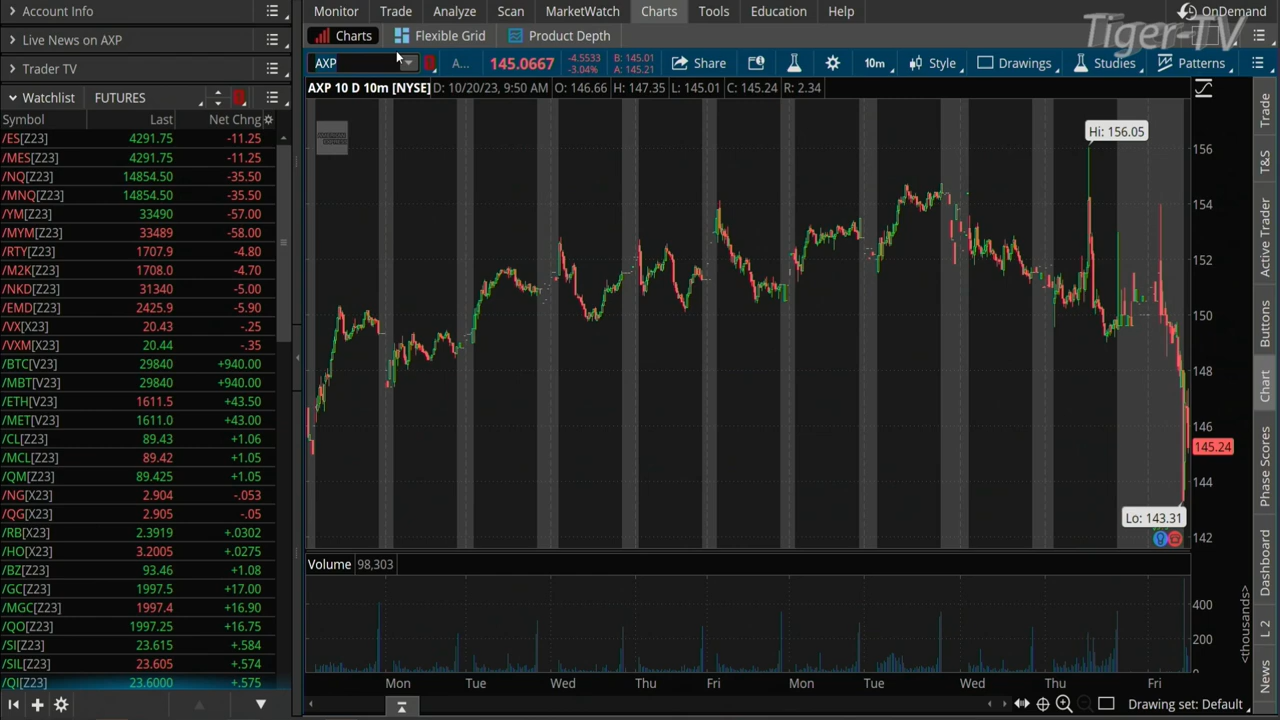 Account Info
Live News on AXP
Trader TV
Watchlist FUTURES
Symbol Last Net Chng
/ES[Z23] 4291.75 -11.25
/MES[Z23] 4291.75 -11.25
/NQ[Z23] 14854.50 -35.50
/MNQ[Z23] 14854.50 -35.50
/YM[Z23] 33490 -57.00
/MYM[Z23] 33489 -58.00
/RTY[Z23] 1707.9 -4.80
/M2K[Z23] 1708.0 -4.70
/NKD[Z23] 31340 -5.00
/EMD[Z23] 2425.9 -5.90
/VX[X23] 20.43 -.25
/VXM[X23] 20.44 -.35
/BTC[V23] 29840 +940.00
/MBT[V23] 29840 +940.00
/ETH[V23] 1611.5 +43.50
/MET[V23] 1611.0 +43.00
/CL[Z23] 89.43 +1.06
/MCL[Z23] 89.42 +1.06
/QM[Z23] 89.425 +1.05
/NG[X23] 2.904 -.053
/QG[X23] 2.905 -.05
/RB[X23] 2.3919 +.0302
/HO[X23] 3.2005 +.0275
/BZ[Z23] 93.46 +1.08
/GC[Z23] 1997.5 +17.00
/MGC[Z23] 1997.4 +16.90
/QO[Z23] 1997.25 +16.75
/SI[Z23] 23.615 +.584
/SIL[Z23] 23.605 +.574
/QI[Z23] 23.6000 +.575
Monitor Trade Analyze Scan MarketWatch Charts Tools Education Help OnDemand
Tiger-TV
Charts Flexible Grid Product Depth
AXP A... 145.0667 -4.5533 -3.04% B: 145.01 A: 145.21 Share 10m Style Drawings Studies Patterns
AXP 10 D 10m [NYSE] D: 10/20/23, 9:50 AM O: 146.66 H: 147.35 L: 145.01 C: 145.24 R: 2.34
AMERICAN
EXPRESS
Hi: 156.05
156
154
152
150
148
146
145.24
144
Lo: 143.31
142
Volume 98,303
400
200
<thousands>
Mon Tue Wed Thu Fri Mon Tue Wed Thu Fri
Drawing set: Default
Trade
T&S
Active Trader
Buttons
Chart
Phase Scores
Dashboard
L 2
News